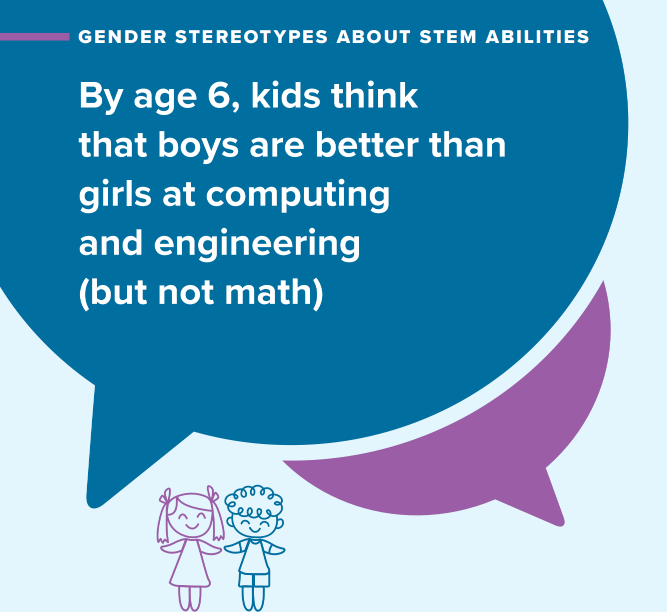 GENDER STEREOTYPES ABOUT STEM ABILITIES
By age 6, kids think
that boys are better than
girls at computing
and engineering
(but not math)